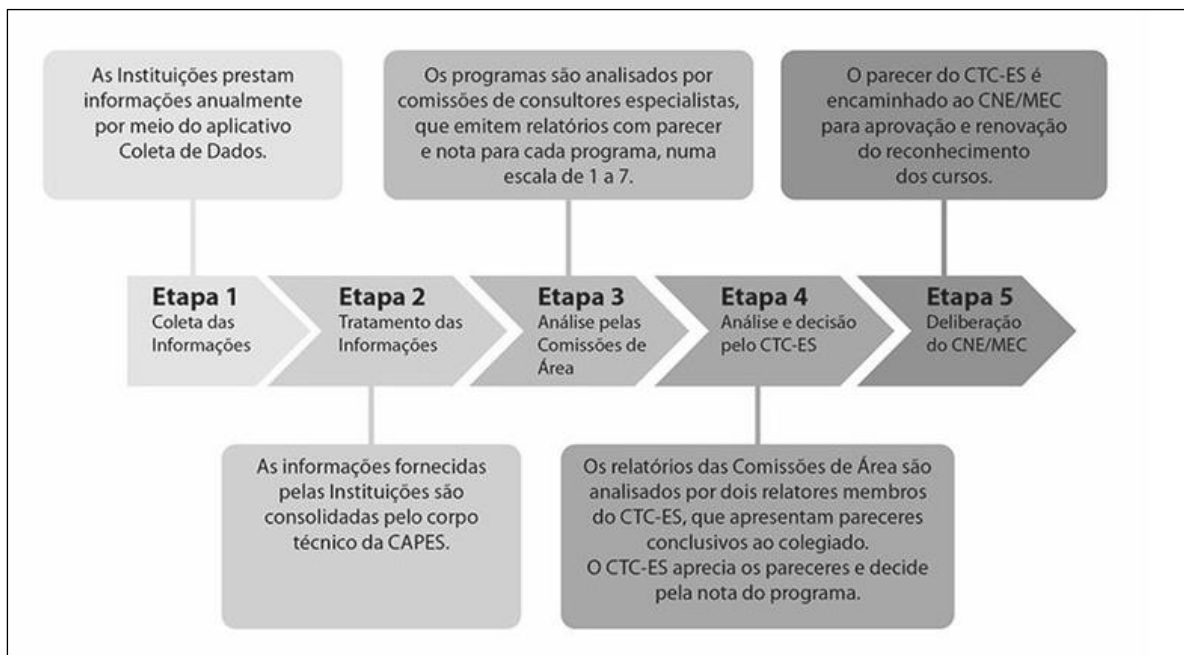 As Instituições prestam
informações anualmente
por meio do aplicativo
Coleta de Dados.
Os programas são analisados por
comissões de consultores especialistas,
que emitem relatórios com parecer
e nota para cada programa, numa
escala de 1 a 7.
O parecer do CTC-ES é
encaminhado ao CNE/MEC
para aprovação e renovação
do reconhecimento
dos cursos.
Etapa 1
Coleta das
Informações
Etapa 2
Tratamento das
Informações
Etapa 3
Análise pelas
Comissões de
Área
Etapa 4
Análise e decisão
pelo CTC-ES
Etapa 5
Deliberação
do CNE/MEC
As informações fornecidas
pelas Instituições são
consolidadas pelo corpo
técnico da CAPES.
Os relatórios das Comissões de Área são
analisados por dois relatores membros
do CTC-ES, que apresentam pareceres
conclusivos ao colegiado.
O CTC-ES aprecia os pareceres e decide
pela nota do programa.